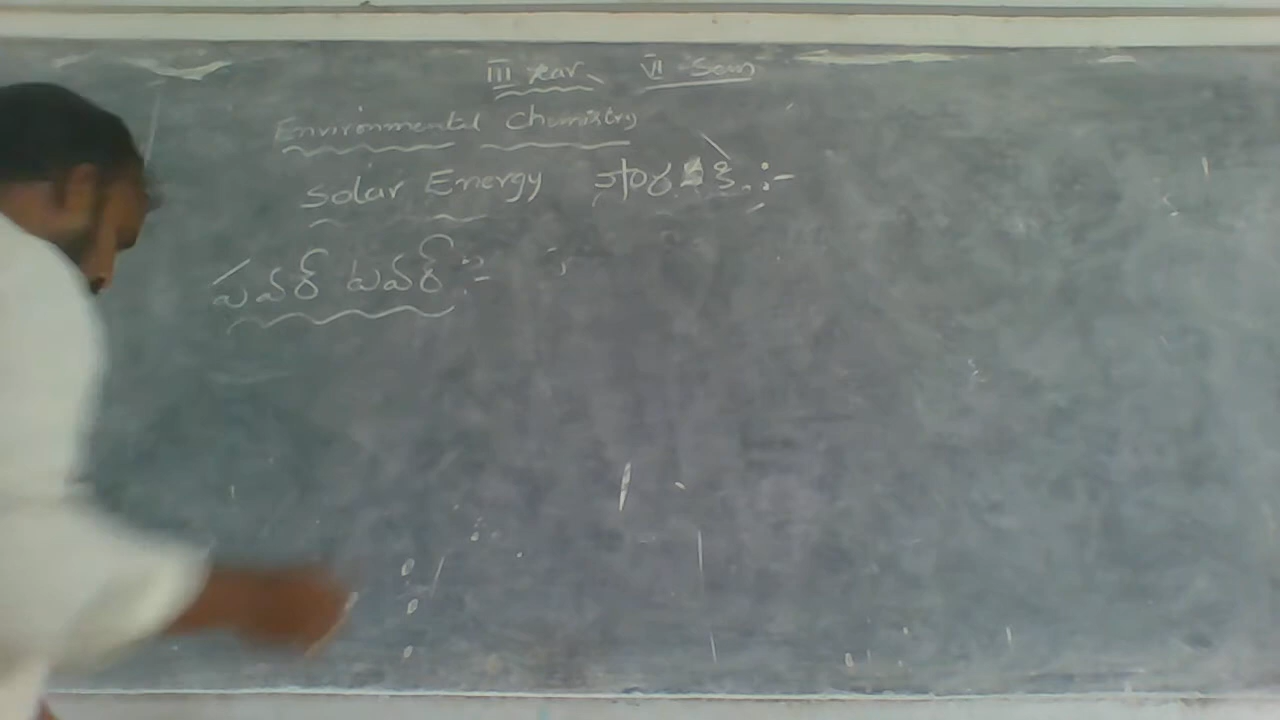 III Year VI Sem
Environmental Chemistry
Solar Energy :-
పవర్ టవర్ :-